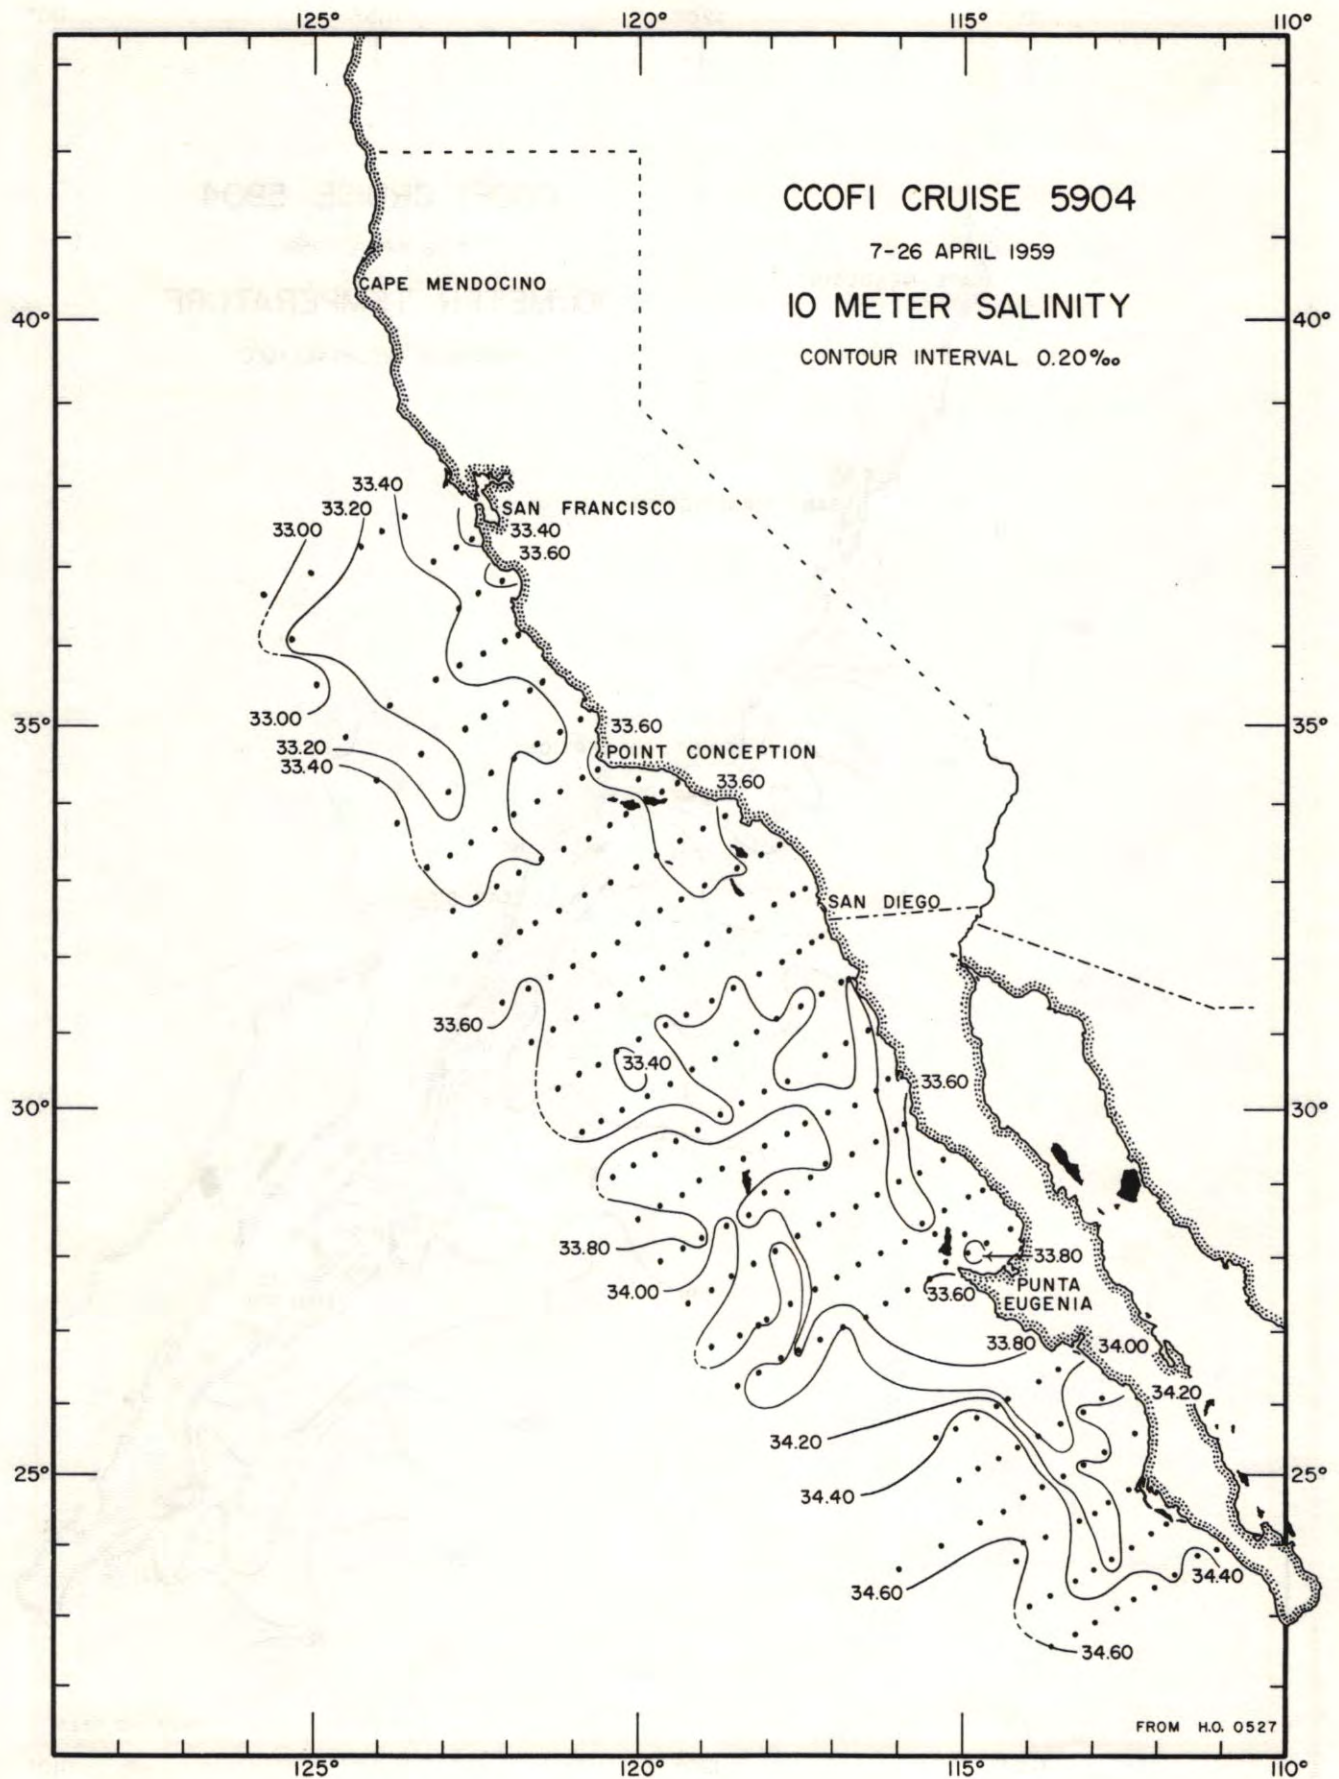 125° 120° 115° 110°
CCOFI CRUISE 5904
7-26 APRIL 1959
CAPE MENDOCINO
10 METER SALINITY
40° 40°
CONTOUR INTERVAL 0.20‰
33.40
33.20
SAN FRANCISCO
33.00
33.40
33.60
33.00
35° 35°
33.60
33.20
POINT CONCEPTION
33.40
33.60
SAN DIEGO
33.60
33.40
33.60
30° 30°
33.80
33.80
34.00
PUNTA
EUGENIA
33.60
33.80
34.00
34.20
34.20
25° 25°
34.40
34.40
34.60
34.60
FROM H.O. 0527
125° 120° 115° 110°